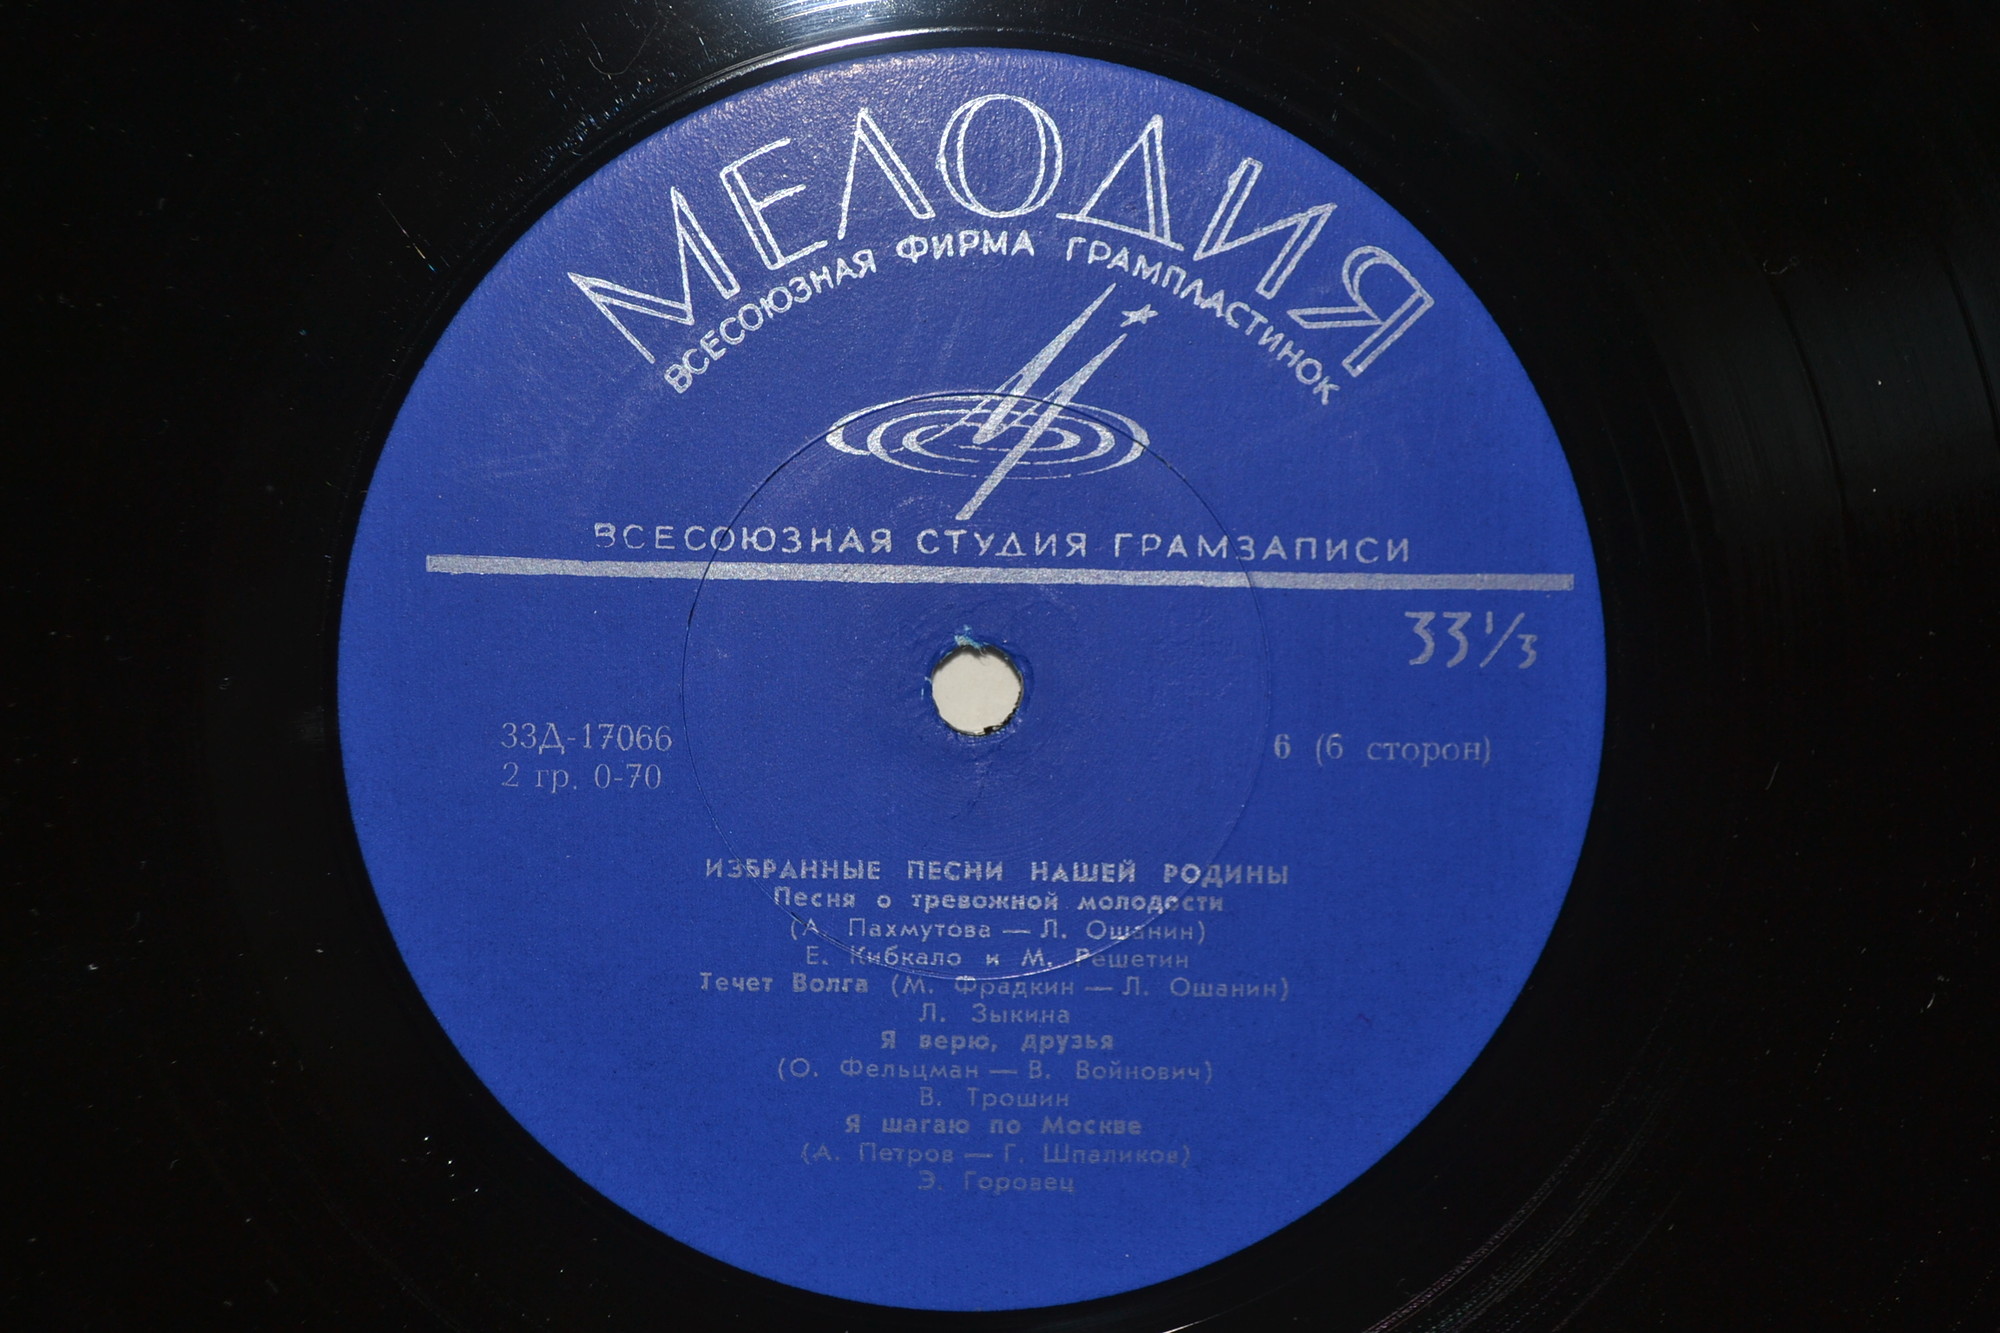 МЕЛОДИЯ
ВСЕСОЮЗНАЯ ФИРМА ГРАМПЛАСТИНОК
ВСЕСОЮЗНАЯ СТУДИЯ ГРАМЗАПИСИ
33 1/3
33Д-17066
2 гр. 0-70
6 (6 сторон)
ИЗБРАННЫЕ ПЕСНИ НАШЕЙ РОДИНЫ
Песня о тревожной молодости
(А. Пахмутова — Л. Ошанин)
Е. Кибкало и М. Решетин
Течет Волга (М. Фрадкин — Л. Ошанин)
Л. Зыкина
Я верю, друзья
(О. Фельцман — В. Войнович)
В. Трошин
Я шагаю по Москве
(А. Петров — Г. Шпаликов)
Э. Горовец